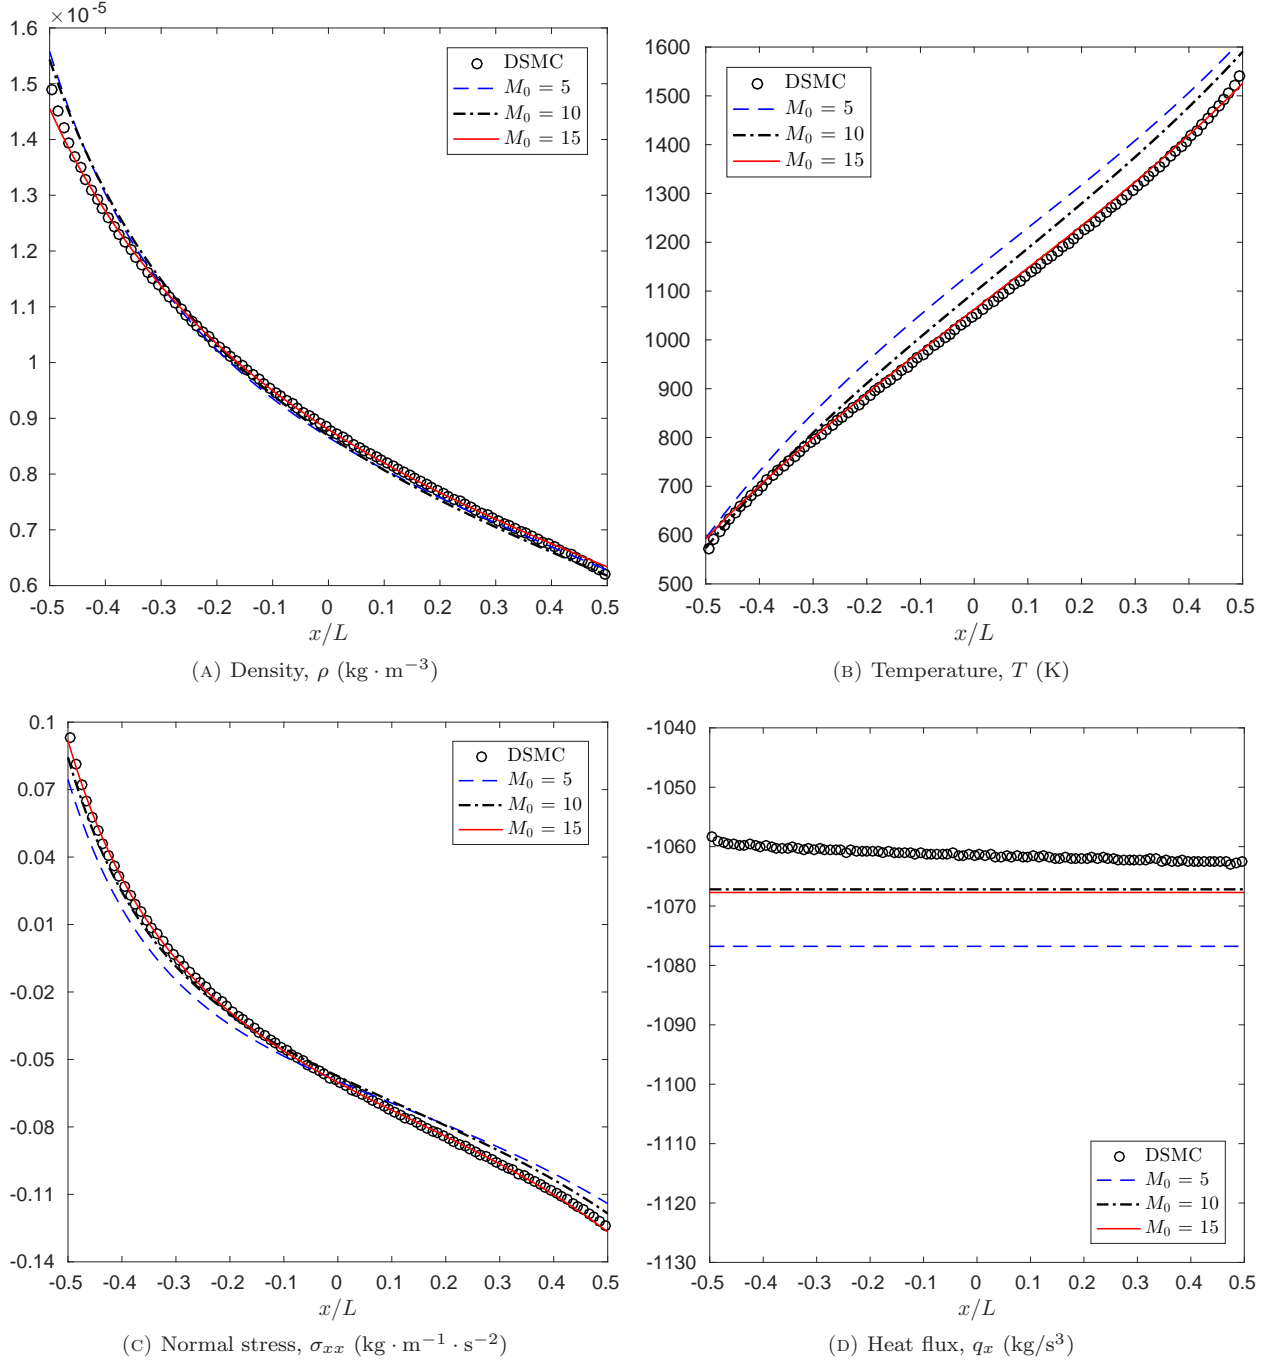 ×10⁻⁵
1.6
1.5
1.4
1.3
1.2
1.1
1
0.9
0.8
0.7
0.6
-0.5 -0.4 -0.3 -0.2 -0.1 0 0.1 0.2 0.3 0.4 0.5
x/L
DSMC
M₀ = 5
M₀ = 10
M₀ = 15
(A) Density, ρ (kg · m⁻³)
1600
1500
1400
1300
1200
1100
1000
900
800
700
600
500
-0.5 -0.4 -0.3 -0.2 -0.1 0 0.1 0.2 0.3 0.4 0.5
x/L
DSMC
M₀ = 5
M₀ = 10
M₀ = 15
(B) Temperature, T (K)
0.1
0.07
0.04
0.01
-0.02
-0.05
-0.08
-0.11
-0.14
-0.5 -0.4 -0.3 -0.2 -0.1 0 0.1 0.2 0.3 0.4 0.5
x/L
DSMC
M₀ = 5
M₀ = 10
M₀ = 15
(C) Normal stress, σₓₓ (kg · m⁻¹ · s⁻²)
-1040
-1050
-1060
-1070
-1080
-1090
-1100
-1110
-1120
-1130
-0.5 -0.4 -0.3 -0.2 -0.1 0 0.1 0.2 0.3 0.4 0.5
x/L
DSMC
M₀ = 5
M₀ = 10
M₀ = 15
(D) Heat flux, qₓ (kg/s³)